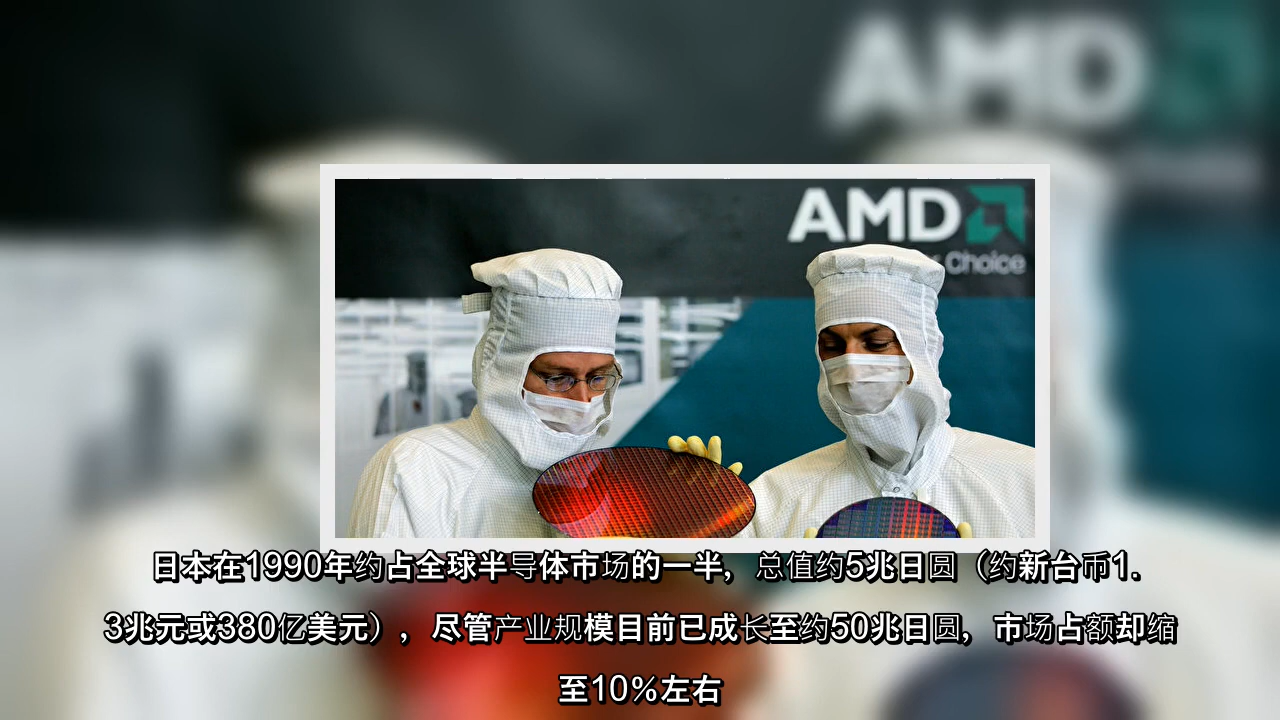 AMD
AMD
Choice
日本在1990年约占全球半导体市场的一半，总值约5兆日圆（约新台币1.
3兆元或380亿美元），尽管产业规模目前已成长至约50兆日圆，市场占额却缩
至10%左右